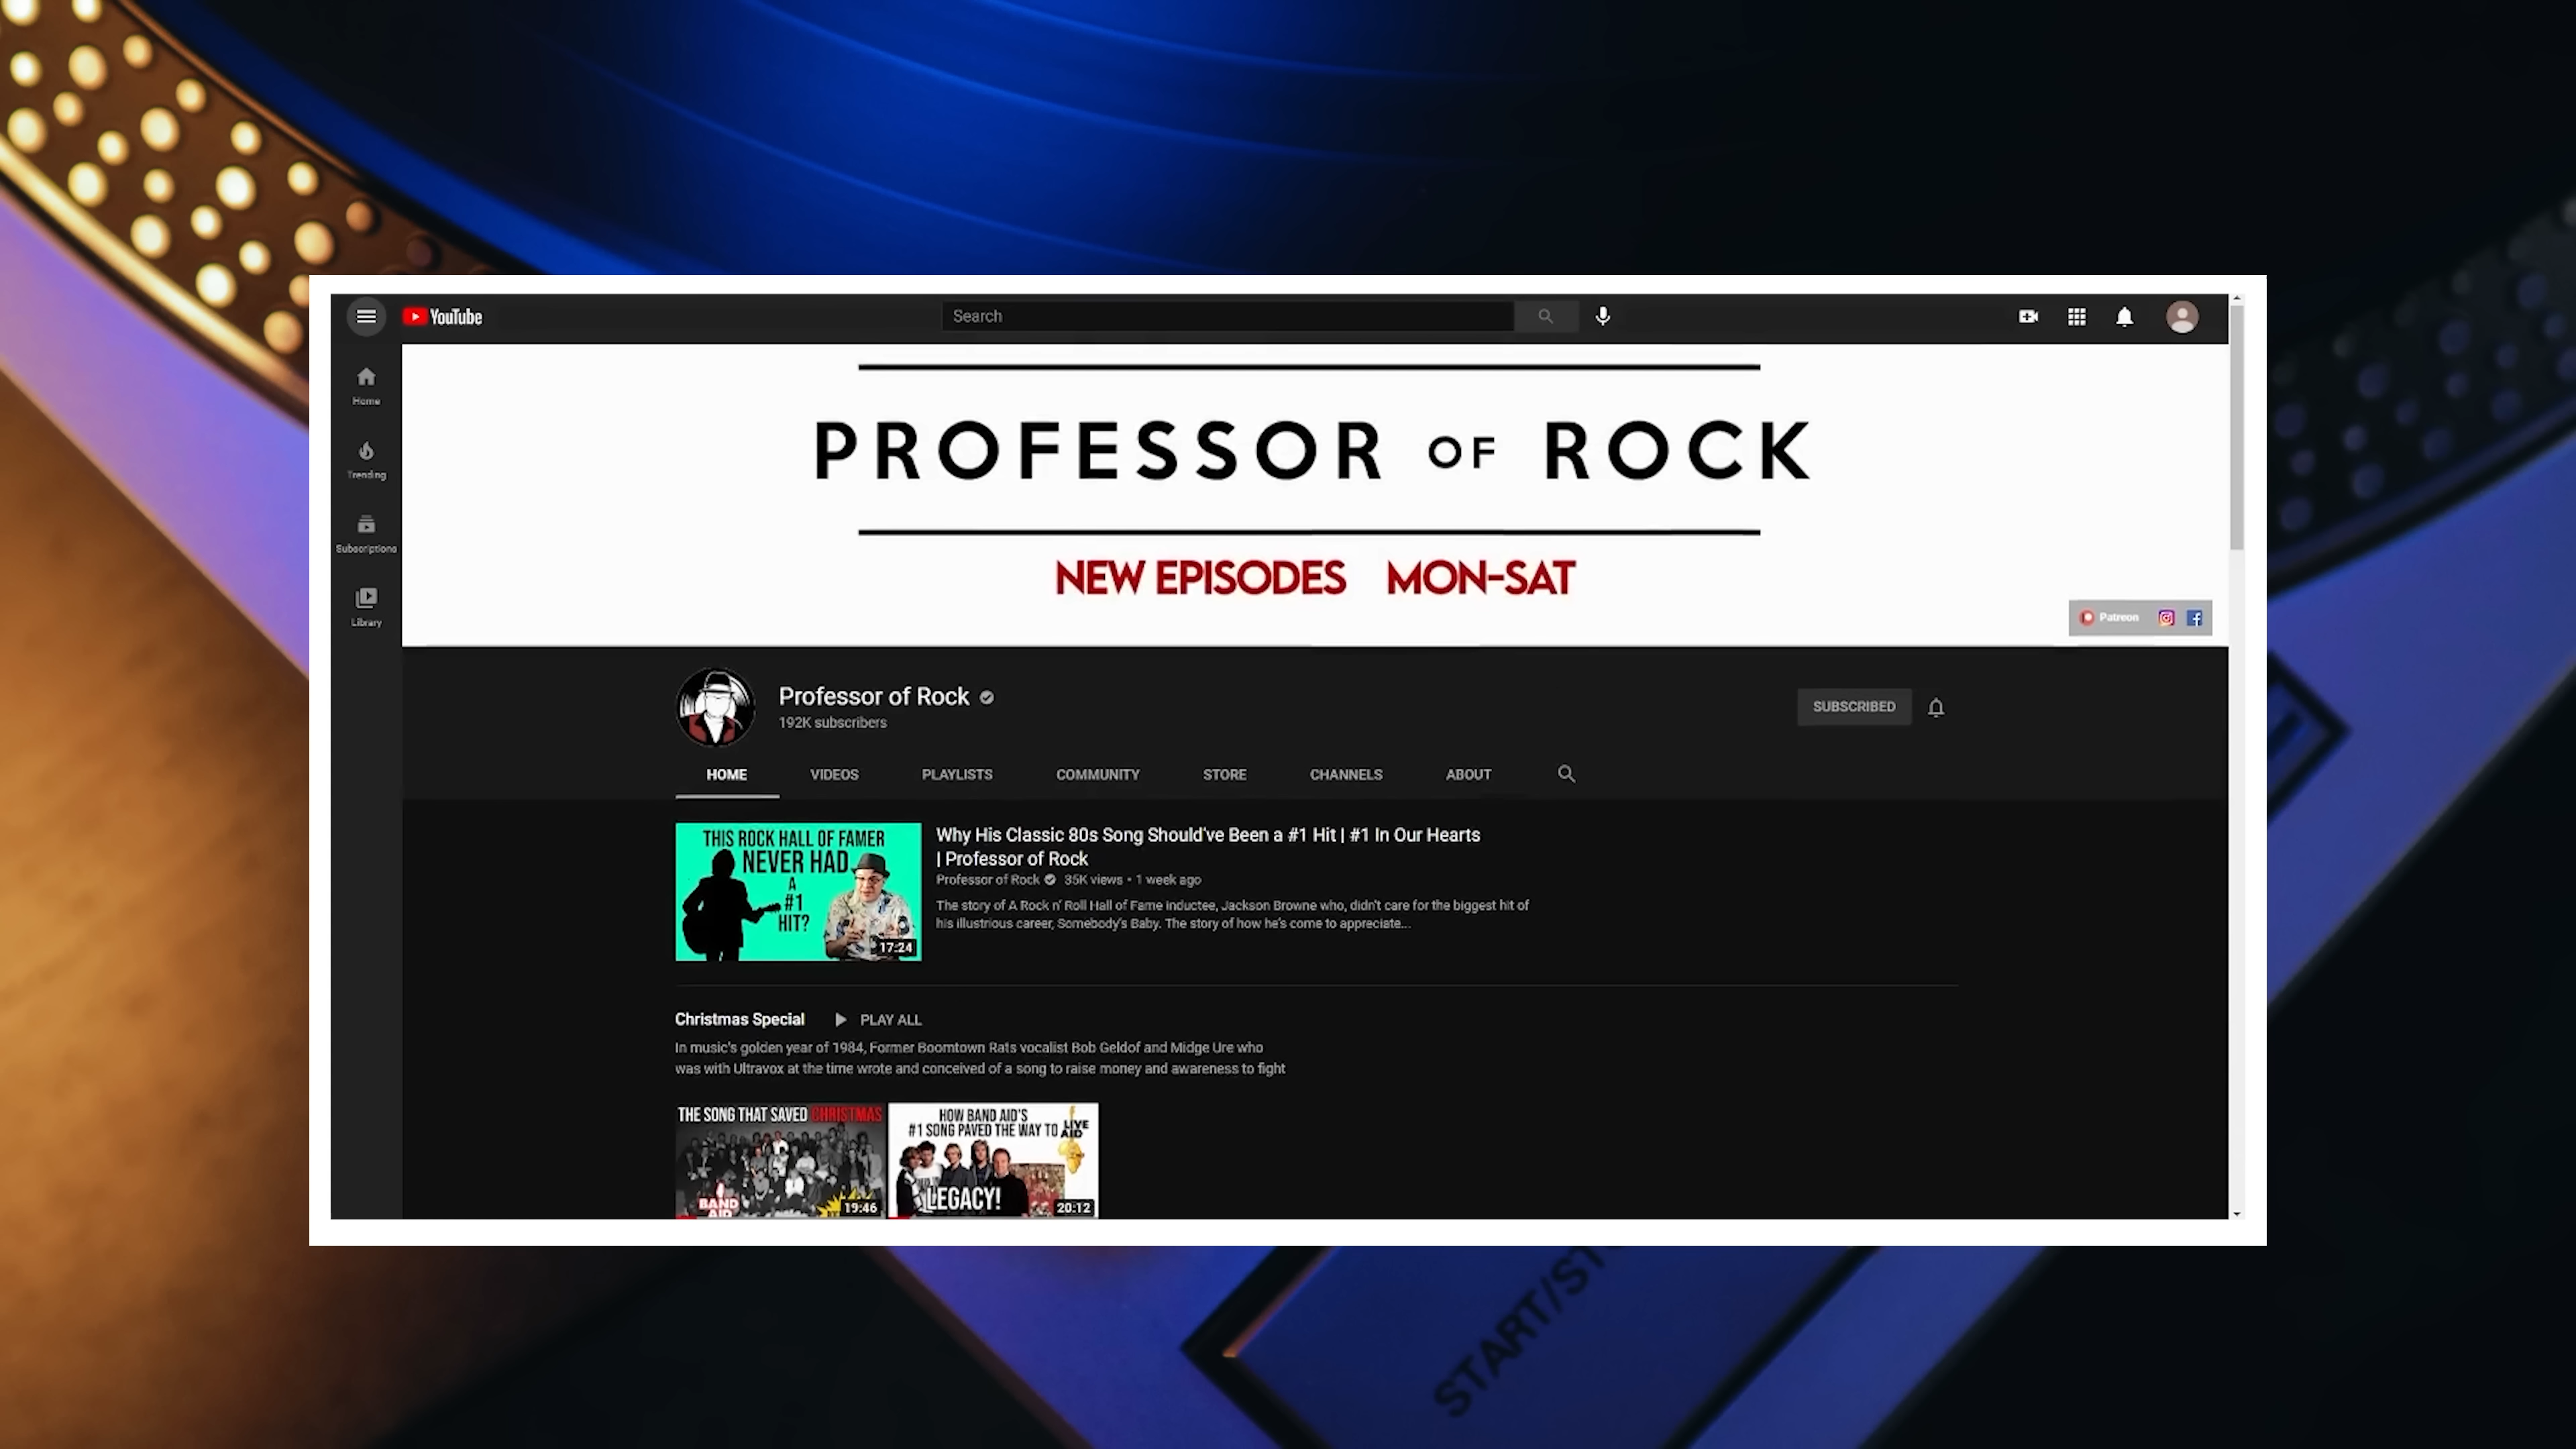 YouTube
Search
Home
Trending
Subscriptions
Library
PROFESSOR OF ROCK
NEW EPISODES MON-SAT
Patreon
Professor of Rock
192K subscribers
SUBSCRIBED
HOME VIDEOS PLAYLISTS COMMUNITY STORE CHANNELS ABOUT
THIS ROCK HALL OF FAMER
NEVER HAD
A
#1
HIT?
17:24
Why His Classic 80s Song Should've Been a #1 Hit | #1 In Our Hearts
| Professor of Rock
Professor of Rock 35K views • 1 week ago
The story of A Rock n' Roll Hall of Fame inductee, Jackson Browne who, didn't care for the biggest hit of
his illustrious career, Somebody's Baby. The story of how he's come to appreciate...
Christmas Special PLAY ALL
In music's golden year of 1984, Former Boomtown Rats vocalist Bob Geldof and Midge Ure who
was with Ultravox at the time wrote and conceived of a song to raise money and awareness to fight
THE SONG THAT SAVED CHRISTMAS
BAND
AID
19:46
HOW BAND AID'S
#1 SONG PAVED THE WAY TO LIVE AID
LEGACY!
20:12
START/ST